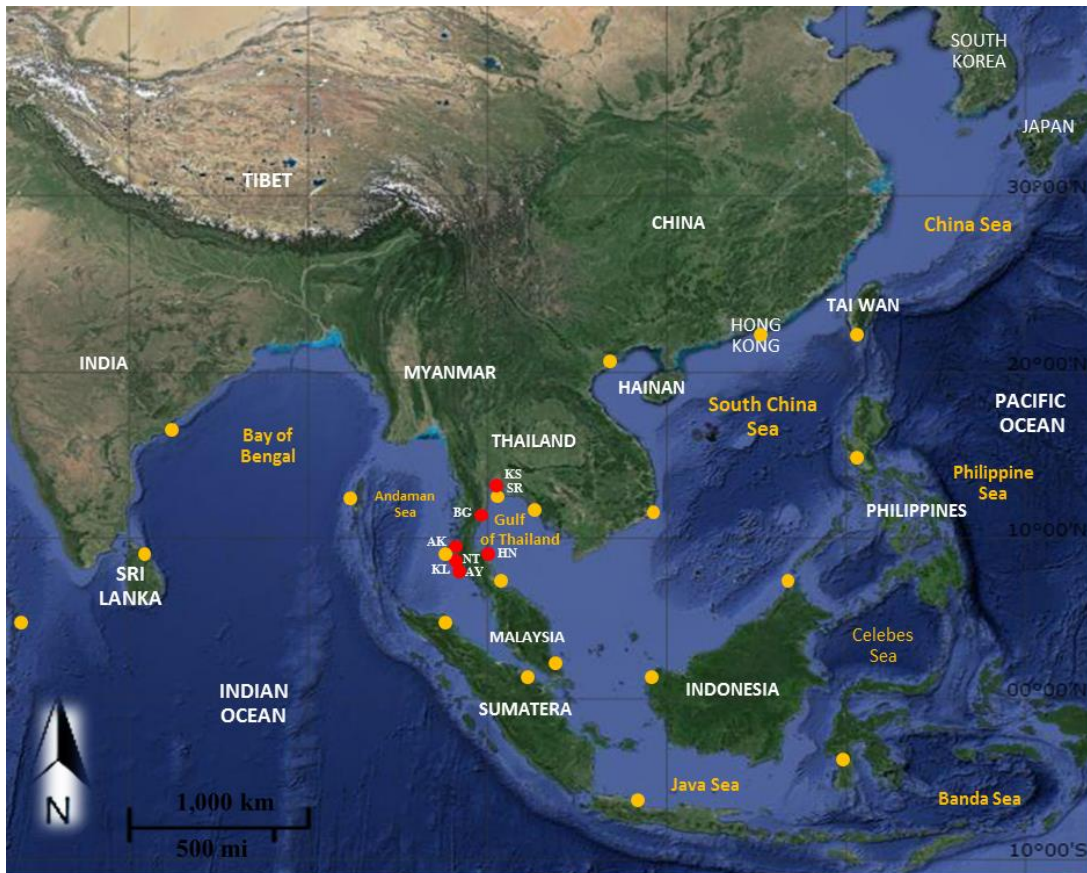 SOUTH
KOREA
JAPAN
TIBET
30°00'N
CHINA
China Sea
TAI WAN
HONG
KONG
INDIA
MYANMAR
20°00'N
HAINAN
South China
Sea
PACIFIC
OCEAN
Bay of
Bengal
THAILAND
KS
SR
Andaman
Sea
BG
Gulf
of Thailand
Philippine
Sea
PHILIPPINES
10°00'N
AK
NT
HN
KL
AY
SRI
LANKA
MALAYSIA
Celebes
Sea
INDIAN
OCEAN
INDONESIA
00°00'N
SUMATERA
N
1,000 km
500 mi
Java Sea
Banda Sea
10°00'S